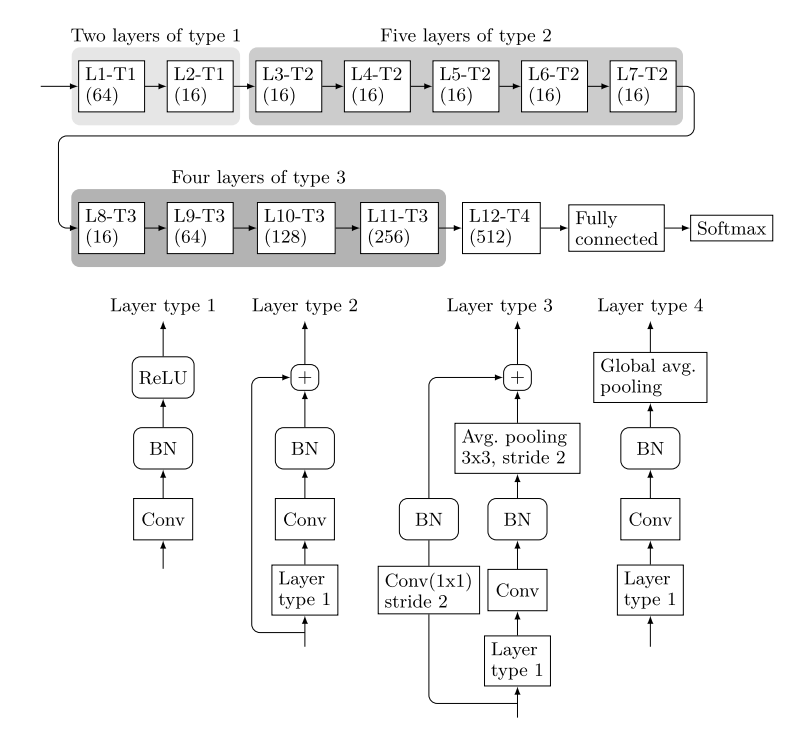 Two layers of type 1
Five layers of type 2
L1-T1
(64)
L2-T1
(16)
L3-T2
(16)
L4-T2
(16)
L5-T2
(16)
L6-T2
(16)
L7-T2
(16)
Four layers of type 3
L8-T3
(16)
L9-T3
(64)
L10-T3
(128)
L11-T3
(256)
L12-T4
(512)
Fully
connected
Softmax
Layer type 1
ReLU
BN
Conv
Layer type 2
+
BN
Conv
Layer
type 1
Layer type 3
+
Avg. pooling
3x3, stride 2
BN
BN
Conv(1x1)
stride 2
Conv
Layer
type 1
Layer type 4
Global avg.
pooling
BN
Conv
Layer
type 1